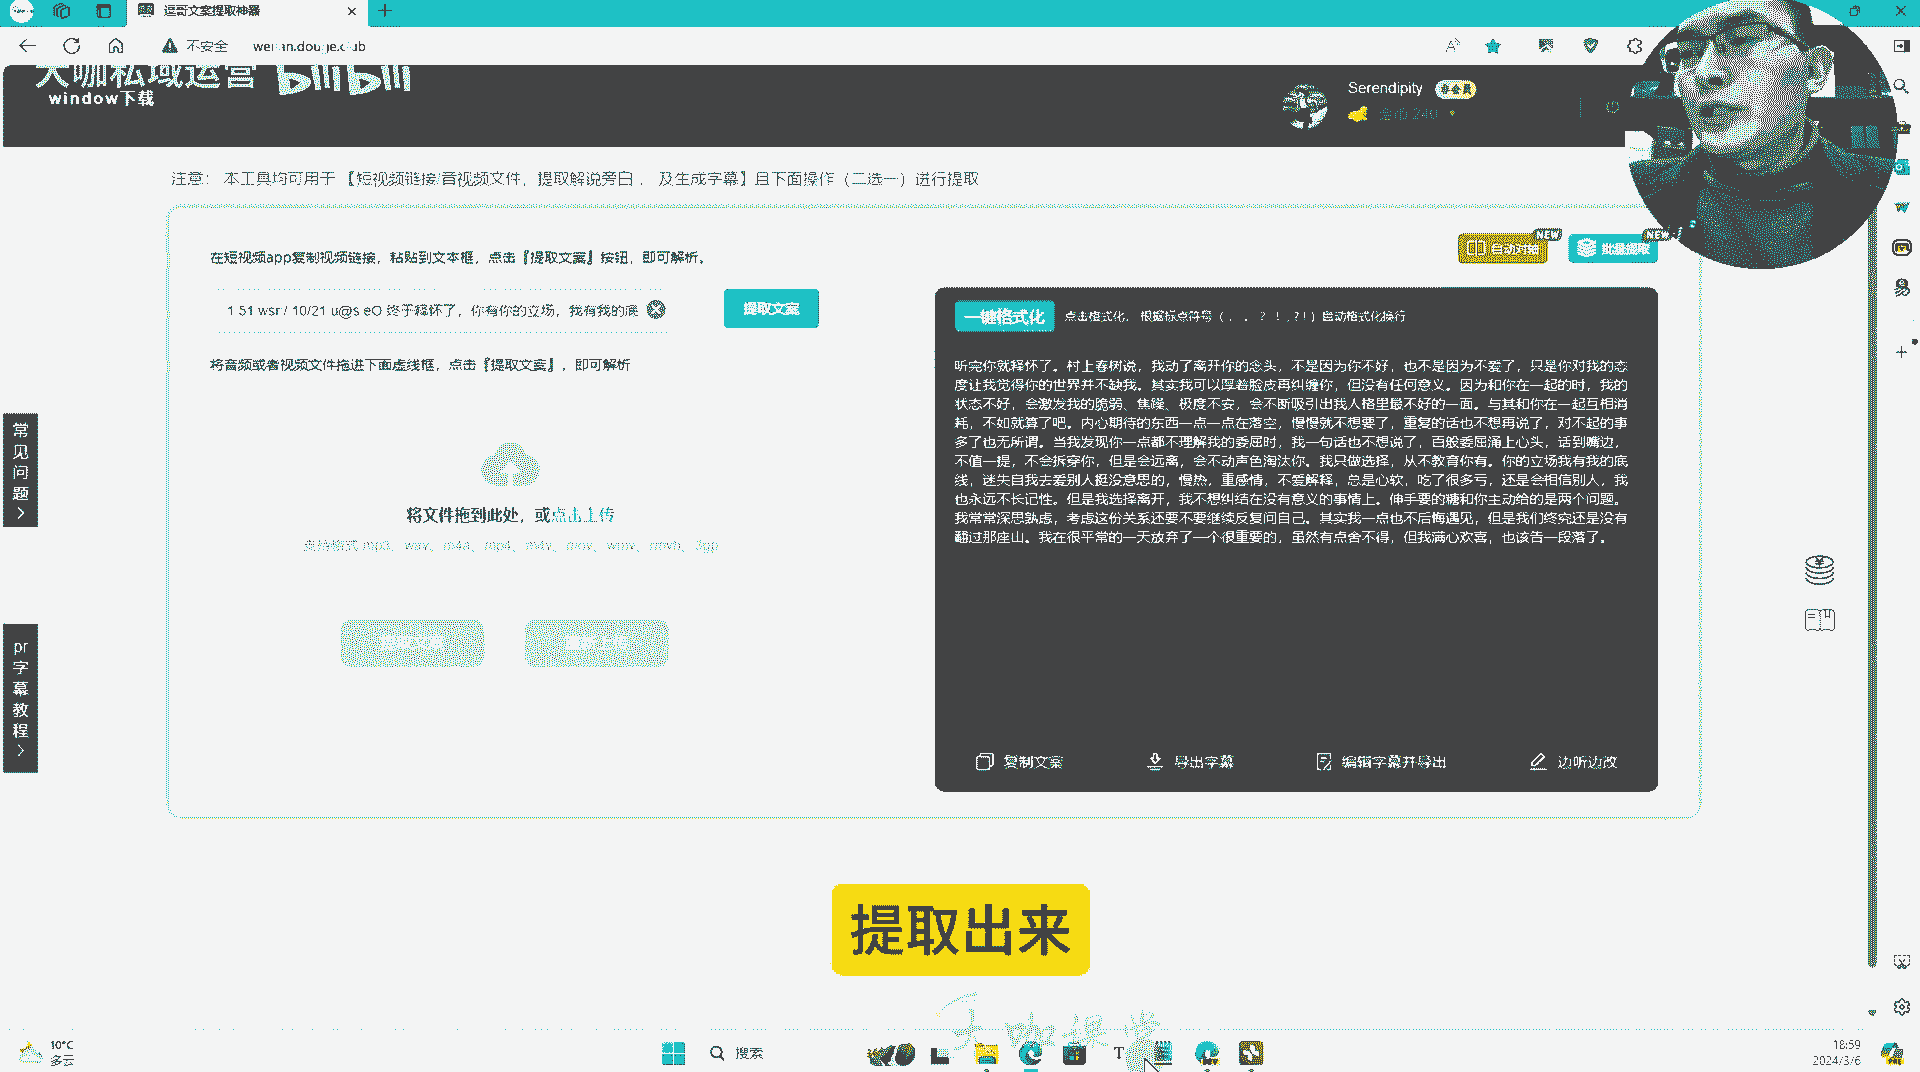 逗哥文案提取神器
不安全
天咖私域运营 bilibili
window下载
Serendipity 非会员
金币 240
注意： 本工具均可用于 【短视频链接/音视频文件，提取解说旁白， 及生成字幕】且下面操作（二选一）进行提取
在短视频app复制视频链接，粘贴到文本框，点击『提取文案』按钮，即可解析。
自动对轴 NEW
批量提取 NEW
1 51 wsr / 10/21 u@s eO 终于释怀了，你有你的立场，我有我的底
提取文案
一键格式化 点击格式化， 根据标点符号（ ， 。 ？ ！ , ? ! ）自动格式化换行
将音频或者视频文件拖进下面虚线框，点击『提取文案』，即可解析
听完你就释怀了。村上春树说，我动了离开你的念头，不是因为你不好，也不是因为不爱了，只是你对我的态
度让我觉得你的世界并不缺我。其实我可以厚着脸皮再纠缠你，但没有任何意义。因为和你在一起的时，我的
状态不好，会激发我的脆弱、焦躁、极度不安，会不断吸引出我人格里最不好的一面。与其和你在一起互相消
耗，不如就算了吧。内心期待的东西一点一点在落空，慢慢就不想要了，重复的话也不想再说了，对不起的事
多了也无所谓。当我发现你一点都不理解我的委屈时，我一句话也不想说了，百般委屈涌上心头，话到嘴边，
不值一提，不会拆穿你，但是会远离，会不动声色淘汰你。我只做选择，从不教育你有。你的立场我有我的底
线，迷失自我去爱别人挺没意思的，慢热，重感情，不爱解释，总是心软，吃了很多亏，还是会相信别人，我
也永远不长记性。但是我选择离开，我不想纠结在没有意义的事情上。伸手要的糖和你主动给的是两个问题。
我常常深思熟虑，考虑这份关系还要不要继续反复问自己。其实我一点也不后悔遇见，但是我们终究还是没有
翻过那座山。我在很平常的一天放弃了一个很重要的，虽然有点舍不得，但我满心欢喜，也该告一段落了。
将文件拖到此处，或点击上传
支持格式 mp3、wav、m4a、mp4、m4v、mov、wmv、rmvb、3gp
复制文案
导出字幕
编辑字幕并导出
边听边改
常见问题
pr字幕教程
提取出来
天咖课堂
10°C
多云
搜索
18:59
2024/3/6